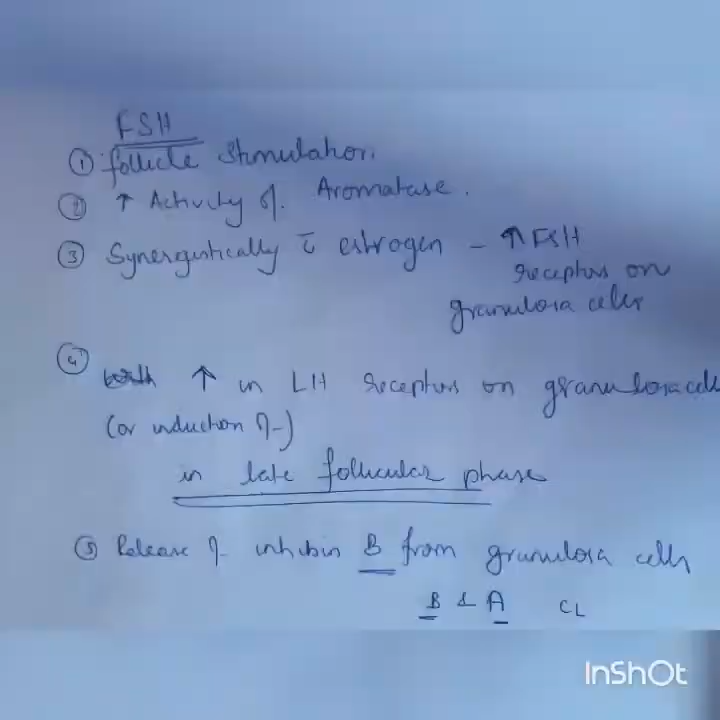 FSH
① follicle stimulation.
② ↑ Activity of Aromatase.
③ Synergistically c̄ estrogen - ↑ FSH
receptors on
granulosa cells
④ ↑ in LH receptors on granulosa cells
(or induction of)
in late follicular phase
⑤ Release of inhibin B from granulosa cells
B & A CL
InShOt